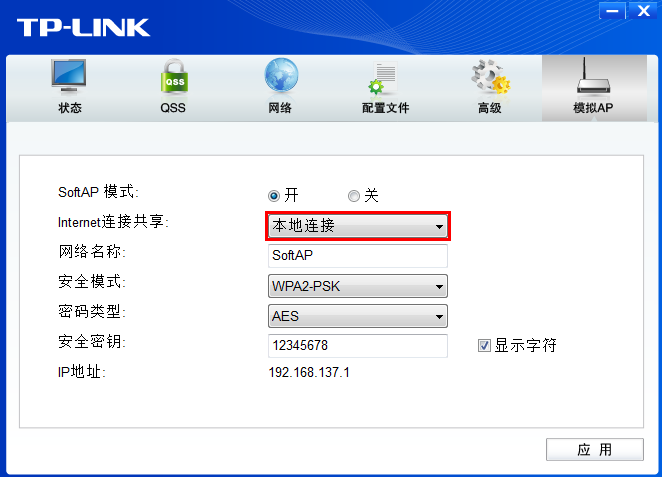 TP-LINK
QSS
状态 QSS 网络 配置文件 高级 模拟AP
SoftAP 模式: 开 关
Internet连接共享: 本地连接
网络名称: SoftAP
安全模式: WPA2-PSK
密码类型: AES
安全密钥: 12345678 显示字符
IP地址: 192.168.137.1
应 用